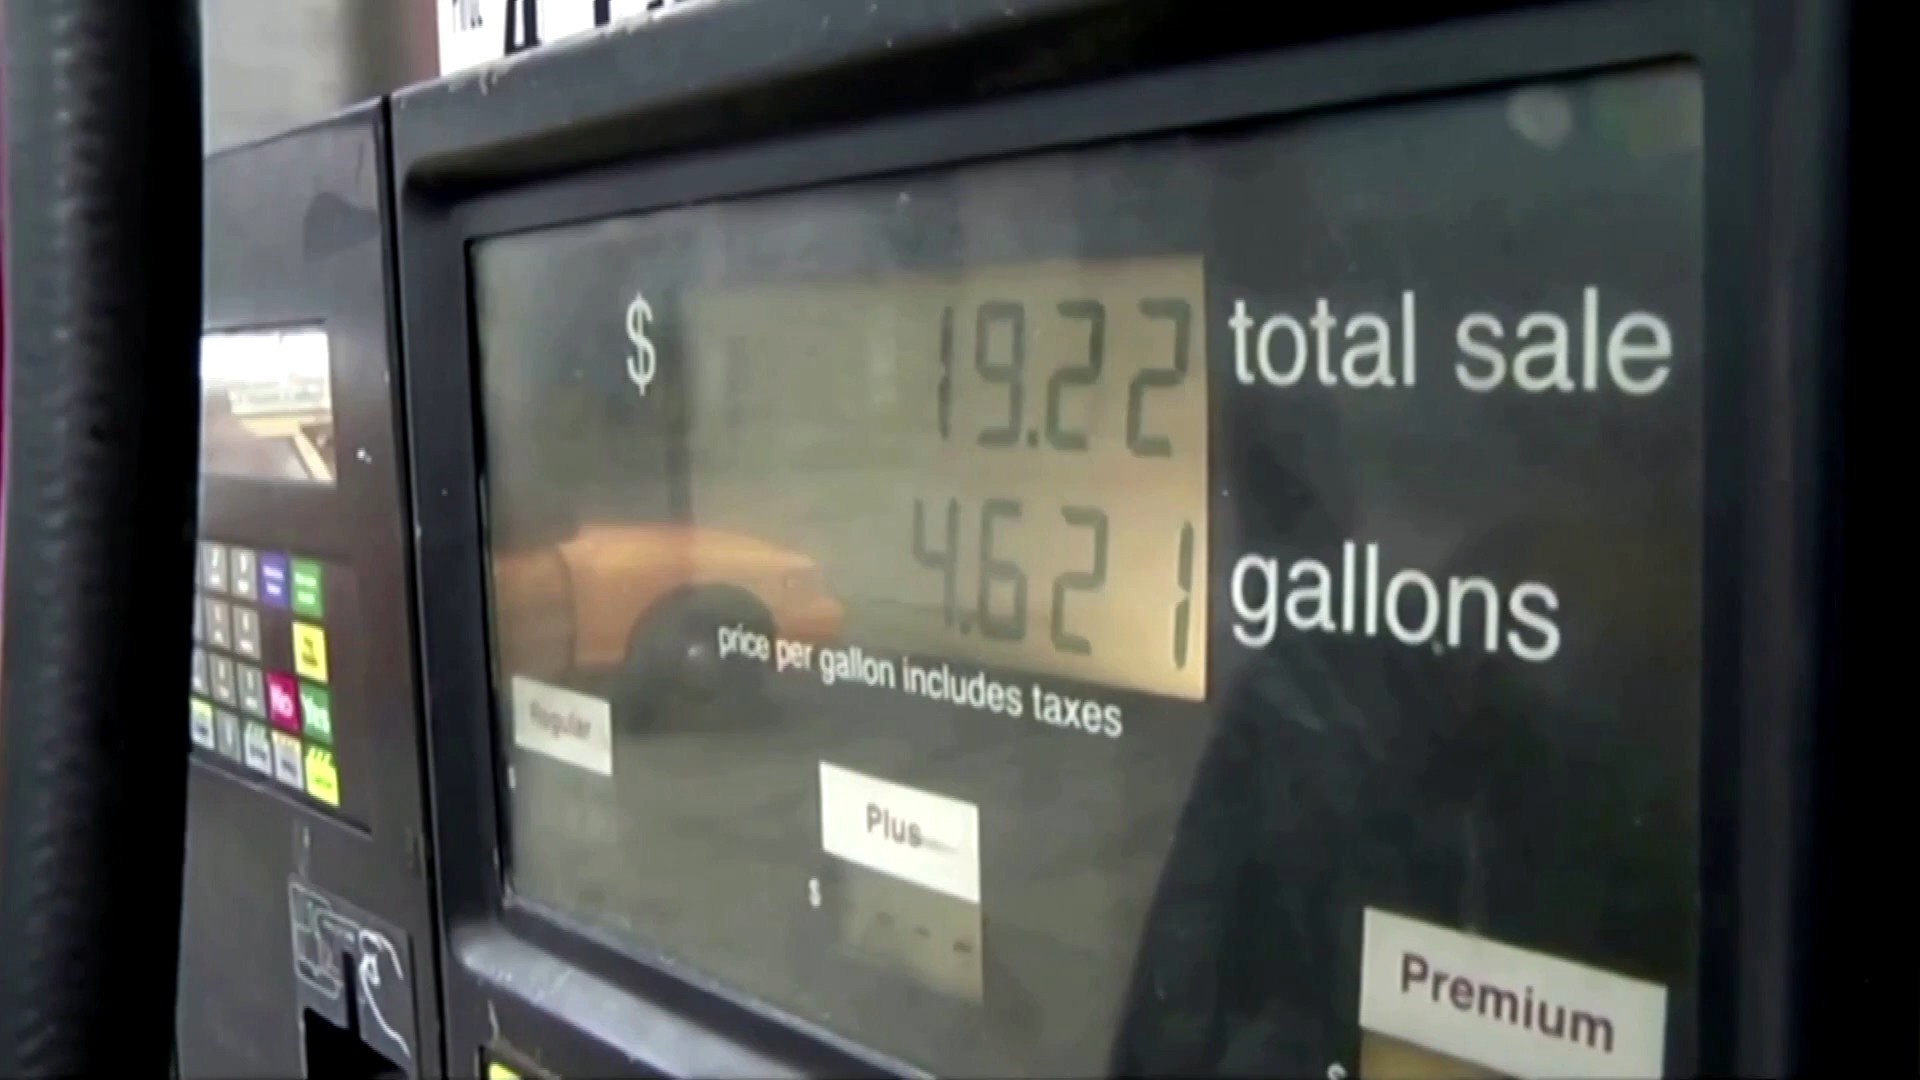 $ 19.22 total sale
4.621 gallons
price per gallon includes taxes
Regular
$
Plus
$ - - -
Premium
$
No Yes